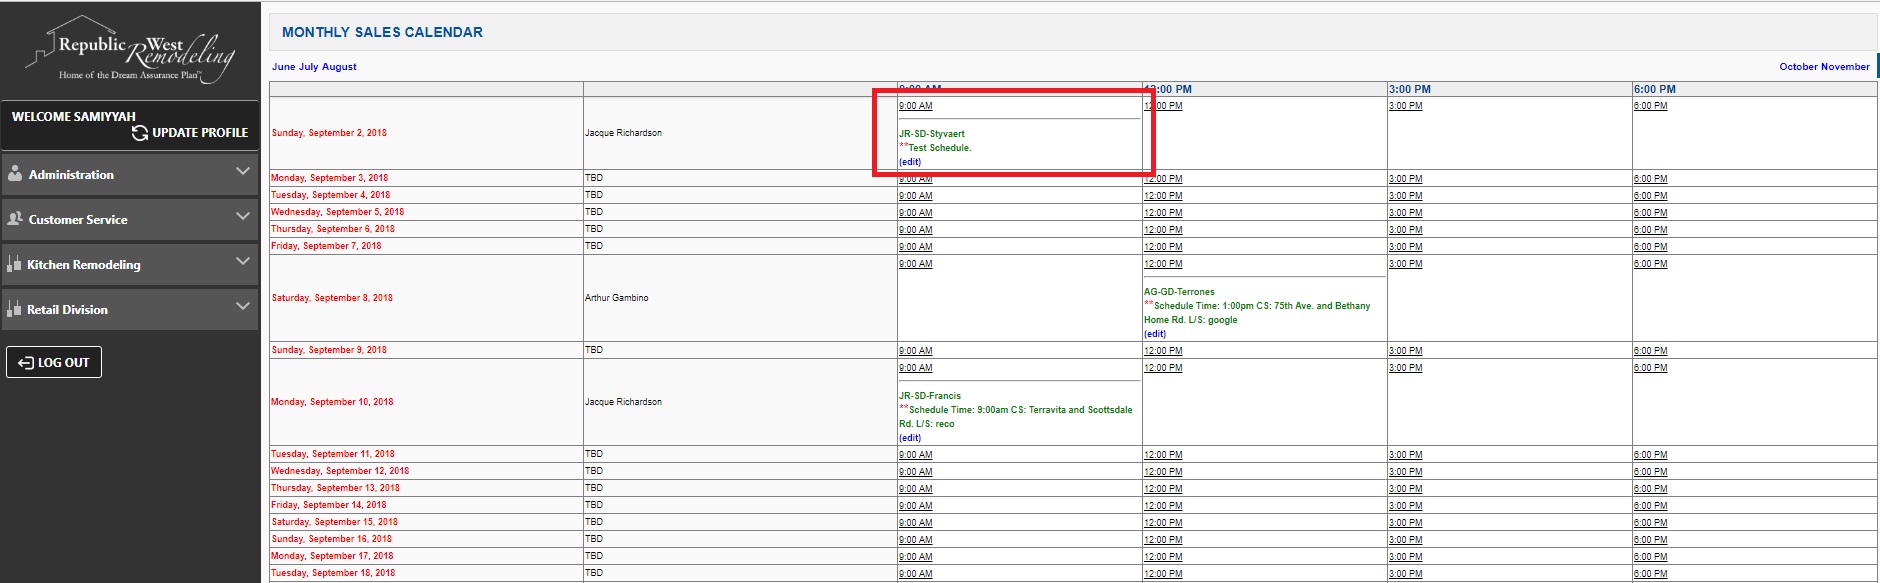 Republic West
Remodeling
Home of the Dream Assurance Plan
WELCOME SAMIYYAH
UPDATE PROFILE
Administration
Customer Service
Kitchen Remodeling
Retail Division
LOG OUT
MONTHLY SALES CALENDAR
June July August
October November
9:00 AM 12:00 PM 3:00 PM 6:00 PM
Sunday, September 2, 2018 Jacque Richardson 9:00 AM 12:00 PM 3:00 PM 6:00 PM
JR-SD-Styvaert
**Test Schedule.
(edit)
Monday, September 3, 2018 TBD 9:00 AM 12:00 PM 3:00 PM 6:00 PM
Tuesday, September 4, 2018 TBD 9:00 AM 12:00 PM 3:00 PM 6:00 PM
Wednesday, September 5, 2018 TBD 9:00 AM 12:00 PM 3:00 PM 6:00 PM
Thursday, September 6, 2018 TBD 9:00 AM 12:00 PM 3:00 PM 6:00 PM
Friday, September 7, 2018 TBD 9:00 AM 12:00 PM 3:00 PM 6:00 PM
Saturday, September 8, 2018 Arthur Gambino 9:00 AM 12:00 PM 3:00 PM 6:00 PM
AG-GD-Terrones
**Schedule Time: 1:00pm CS: 75th Ave. and Bethany
Home Rd. L/S: google
(edit)
Sunday, September 9, 2018 TBD 9:00 AM 12:00 PM 3:00 PM 6:00 PM
Monday, September 10, 2018 Jacque Richardson 9:00 AM 12:00 PM 3:00 PM 6:00 PM
JR-SD-Francis
**Schedule Time: 9:00am CS: Terravita and Scottsdale
Rd. L/S: reco
(edit)
Tuesday, September 11, 2018 TBD 9:00 AM 12:00 PM 3:00 PM 6:00 PM
Wednesday, September 12, 2018 TBD 9:00 AM 12:00 PM 3:00 PM 6:00 PM
Thursday, September 13, 2018 TBD 9:00 AM 12:00 PM 3:00 PM 6:00 PM
Friday, September 14, 2018 TBD 9:00 AM 12:00 PM 3:00 PM 6:00 PM
Saturday, September 15, 2018 TBD 9:00 AM 12:00 PM 3:00 PM 6:00 PM
Sunday, September 16, 2018 TBD 9:00 AM 12:00 PM 3:00 PM 6:00 PM
Monday, September 17, 2018 TBD 9:00 AM 12:00 PM 3:00 PM 6:00 PM
Tuesday, September 18, 2018 TBD 9:00 AM 12:00 PM 3:00 PM 6:00 PM